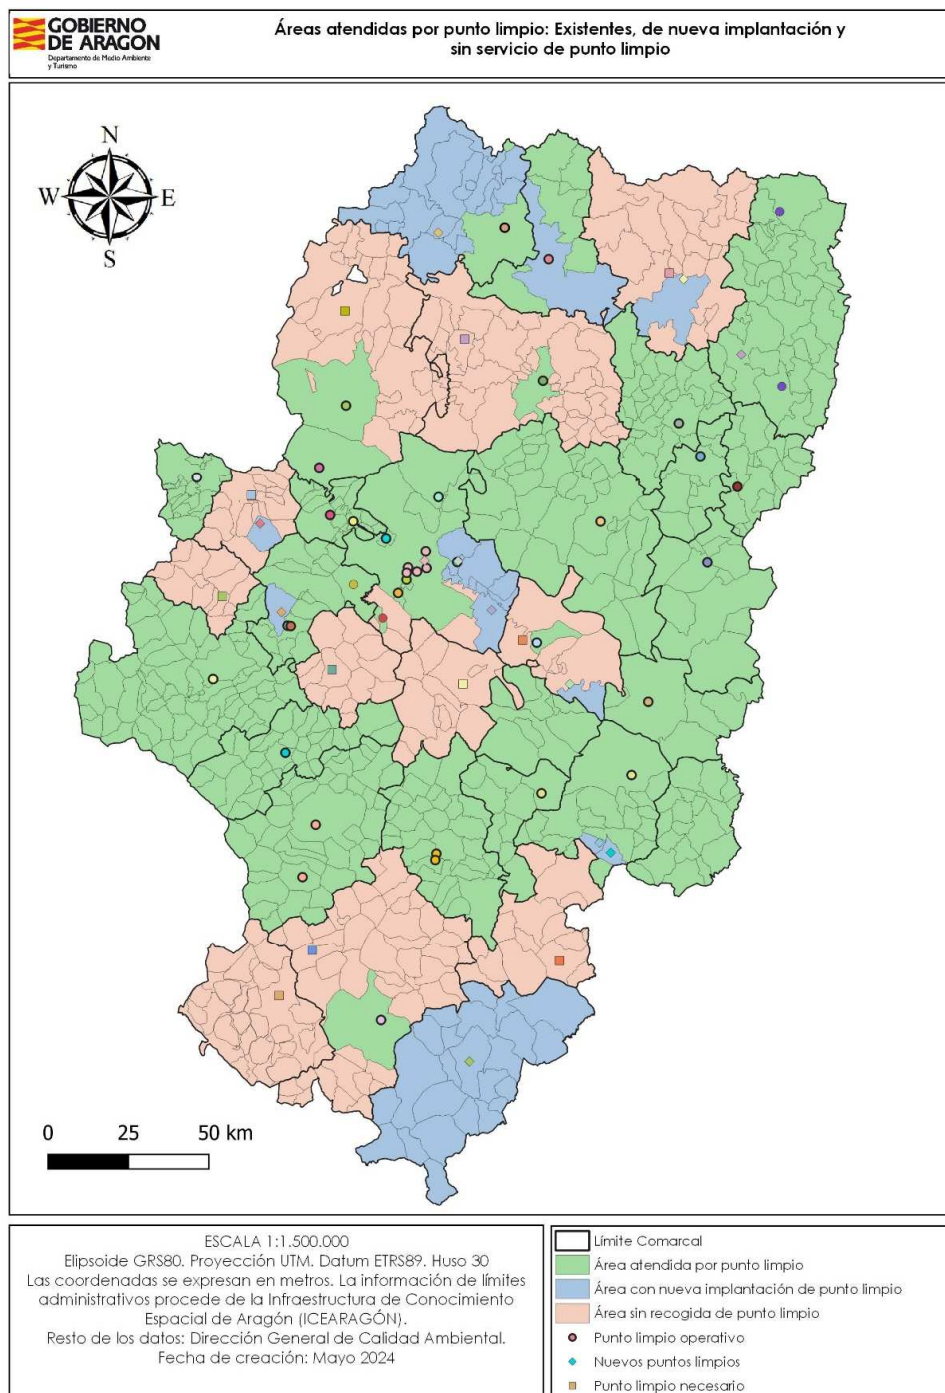 GOBIERNO
DE ARAGON
Departamento de Medio Ambiente
y Turismo
Áreas atendidas por punto limpio: Existentes, de nueva implantación y
sin servicio de punto limpio
N
W
E
S
0 25 50 km
ESCALA 1:1.500.000
Elipsoide GRS80. Proyección UTM. Datum ETRS89. Huso 30
Las coordenadas se expresan en metros. La información de límites
administrativos procede de la Infraestructura de Conocimiento
Espacial de Aragón (ICEARAGÓN).
Resto de los datos: Dirección General de Calidad Ambiental.
Fecha de creación: Mayo 2024
Límite Comarcal
Área atendida por punto limpio
Área con nueva implantación de punto limpio
Área sin recogida de punto limpio
Punto limpio operativo
Nuevos puntos limpios
Punto limpio necesario